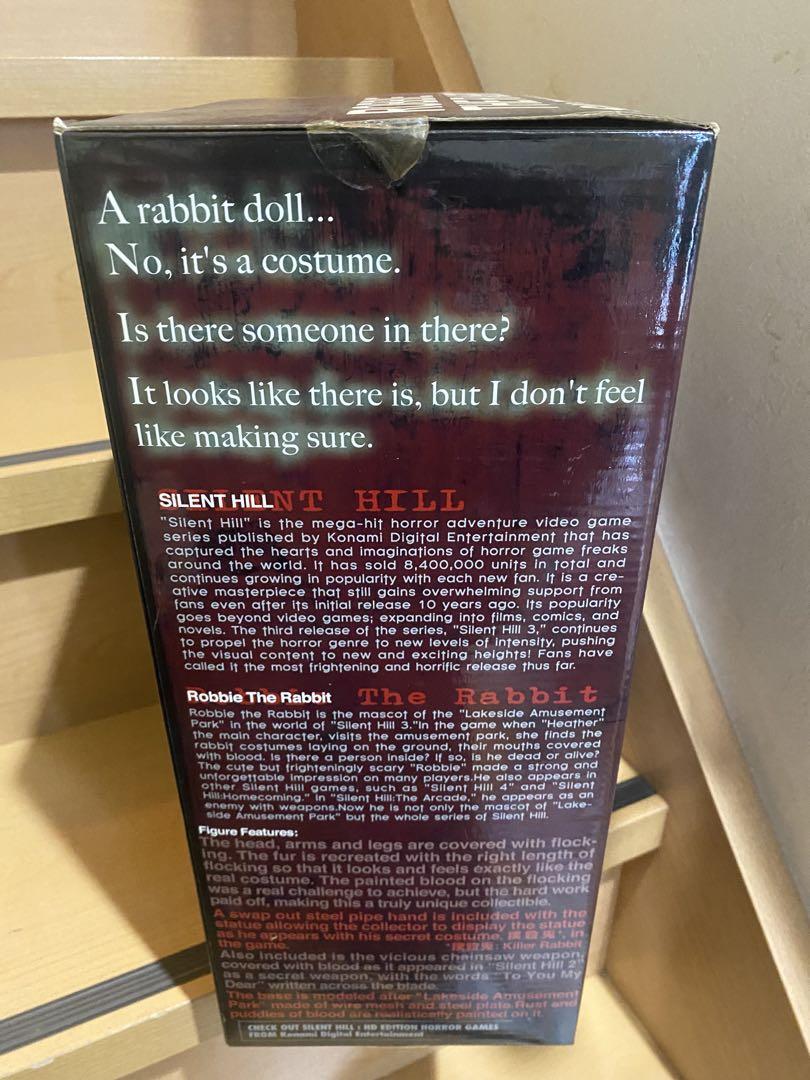 A rabbit doll...
No, it's a costume.
Is there someone in there?
It looks like there is, but I don't feel
like making sure.
SILENT HILL
SILENT HILL
"Silent Hill" is the mega-hit horror adventure video game
series published by Konami Digital Entertainment that has
captured the hearts and imaginations of horror game freaks
around the world. It has sold 8,400,000 units in total and
continues growing in popularity with each new fan. It is a cre-
ative masterpiece that still gains overwhelming support from
fans even after its initial release 10 years ago. Its popularity
goes beyond video games; expanding into films, comics, and
novels. The third release of the series, "Silent Hill 3," continues
to propel the horror genre to new levels of intensity, pushing
the visual content to new and exciting heights! Fans have
called it the most frightening and horrific release thus far.
Robbie The Rabbit
Robbie The Rabbit
Robbie the Rabbit is the mascot of the "Lakeside Amusement
Park" in the world of "Silent Hill 3."In the game when "Heather"
the main character, visits the amusement park, she finds the
rabbit costumes laying on the ground, their mouths covered
with blood. Is there a person inside? If so, is he dead or alive?
The cute but frighteningly scary "Robbie" made a strong and
unforgettable impression on many players.He also appears in
other Silent Hill games, such as "Silent Hill 4" and "Silent
Hill:Homecoming." in "Silent Hill:The Arcade," he appears as an
enemy with weapons.Now he is not only the mascot of "Lake-
side Amusement Park" but the whole series of Silent Hill.
Figure Features:
The head, arms and legs are covered with flock-
ing. The fur is recreated with the right length of
flocking so that it looks and feels exactly like the
real costume. The painted blood on the flocking
was a real challenge to achieve, but the hard work
paid off, making this a truly unique collectible.
A swap out steel pipe hand is included with the
statue allowing the collector to display the statue
as he appears with his secret costume, 撲殺鬼*, in
the game.
*撲殺鬼 : Killer Rabbit
Also included is the vicious chainsaw weapon,
covered with blood as it appeared in "Silent Hill 2"
as a secret weapon, with the words "To You My
Dear" written across the blade.
The base is modeled after "Lakeside Amusement
Park" made of wire mesh and steel plate.Rust and
puddles of blood are realistically painted on it.
CHECK OUT SILENT HILL : HD EDITION HORROR GAMES
FROM Konami Digital Entertainment